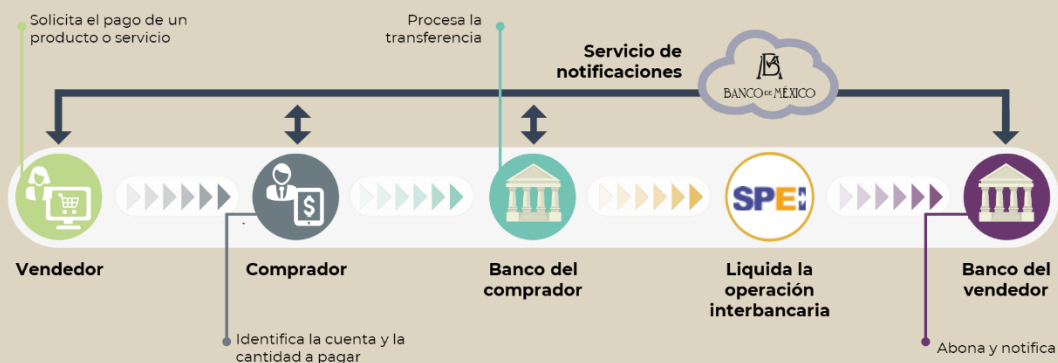 Solicita el pago de un
producto o servicio
Procesa la
transferencia
Servicio de
notificaciones
BANCO DE MÉXICO
$
SPEI
Vendedor
Comprador
Banco del
comprador
Liquida la
operación
interbancaria
Banco del
vendedor
Identifica la cuenta y la
cantidad a pagar
Abona y notifica